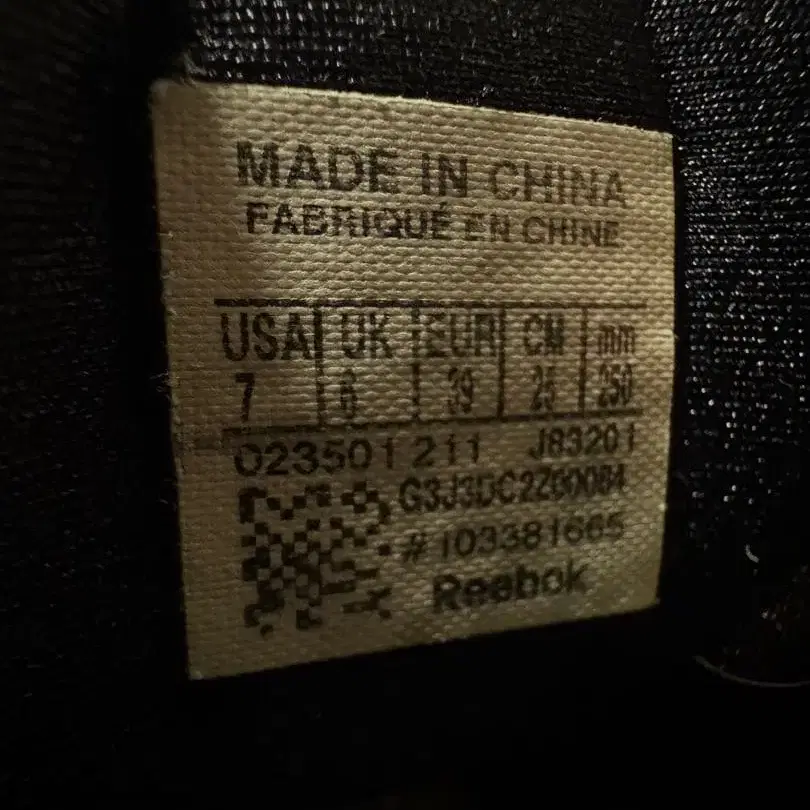 MADE IN CHINA
FABRIQUÉ EN CHINE
USA UK EUR CM mm
7 6 39 25 250
023501 211 J83201
G3J3DC2Z00084
# 103381665
Reebok